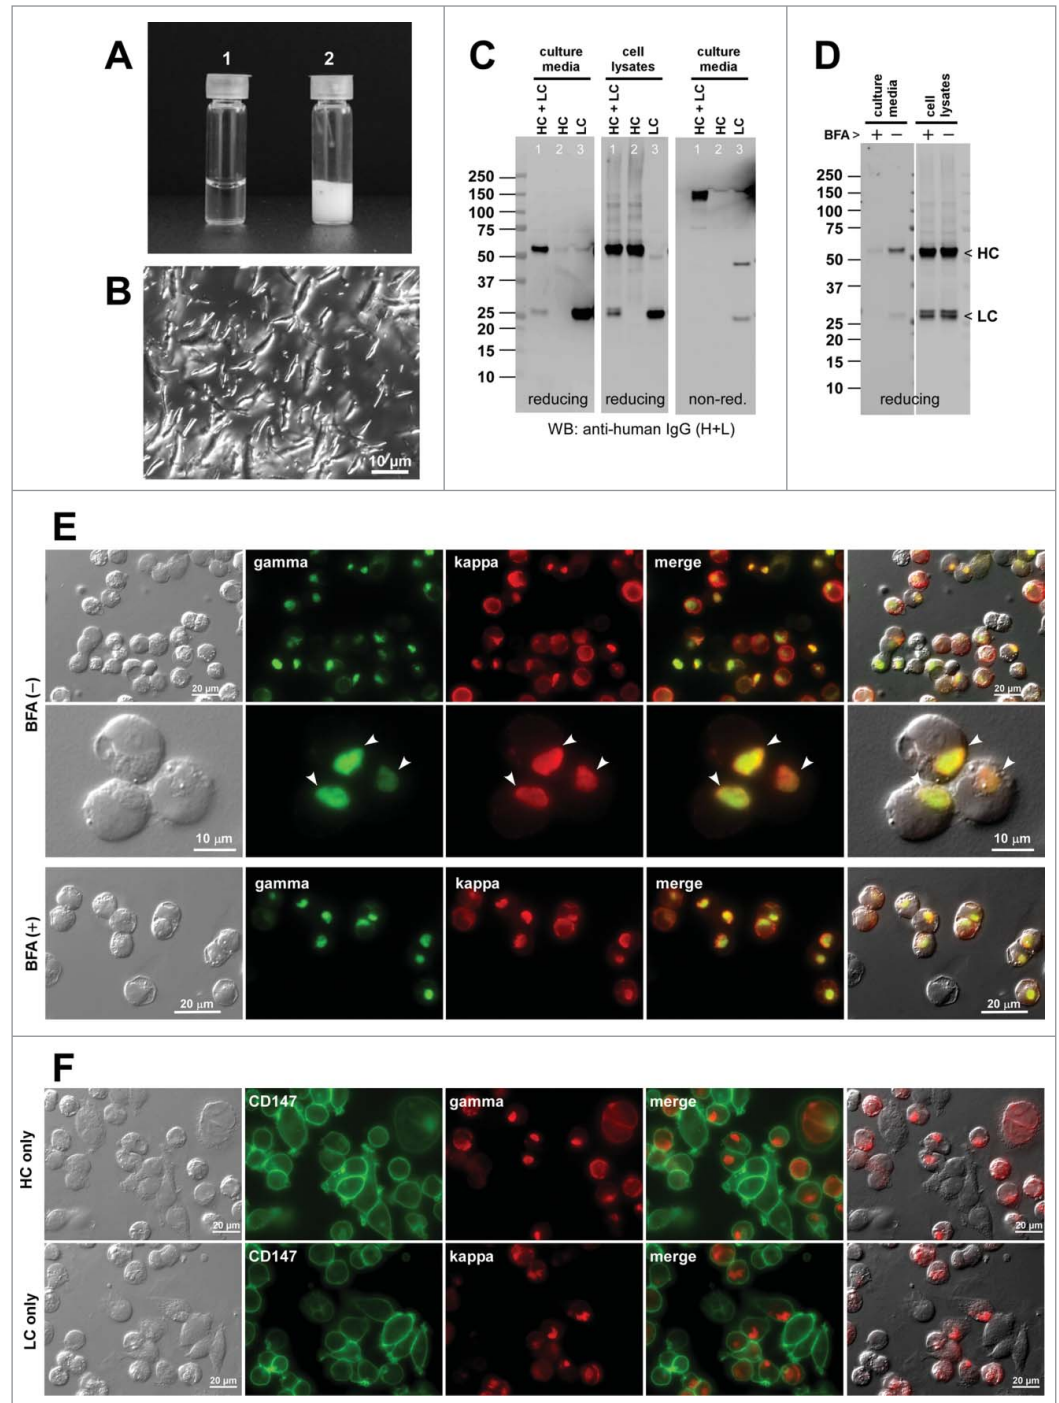 A
1
2
B
10 µm
C
culture media
cell lysates
culture media
HC + LC
HC
LC
HC + LC
HC
LC
HC + LC
HC
LC
1 2 3
1 2 3
1 2 3
250
150
100
75
50
37
25
20
15
10
reducing
reducing
non-red.
WB: anti-human IgG (H+L)
D
culture media
cell lysates
BFA > + − + −
250
150
100
75
50
37
25
20
15
10
< HC
< LC
reducing
E
BFA (−)
gamma
kappa
merge
20 µm
20 µm
10 µm
10 µm
BFA (+)
gamma
kappa
merge
20 µm
20 µm
F
HC only
CD147
gamma
merge
20 µm
20 µm
LC only
CD147
kappa
merge
20 µm
20 µm